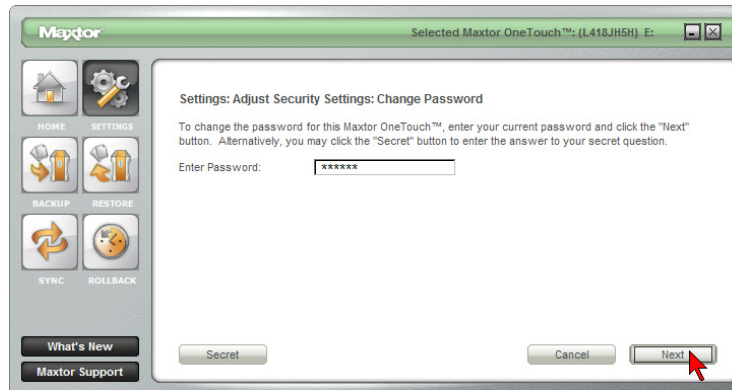 Maxtor
Selected Maxtor OneTouch™: (L418JH5H) E:
HOME SETTINGS
BACKUP RESTORE
SYNC ROLLBACK
What's New
Maxtor Support
Settings: Adjust Security Settings: Change Password
To change the password for this Maxtor OneTouch™, enter your current password and click the "Next"
button. Alternatively, you may click the "Secret" button to enter the answer to your secret question.
Enter Password: ******
Secret
Cancel
Next